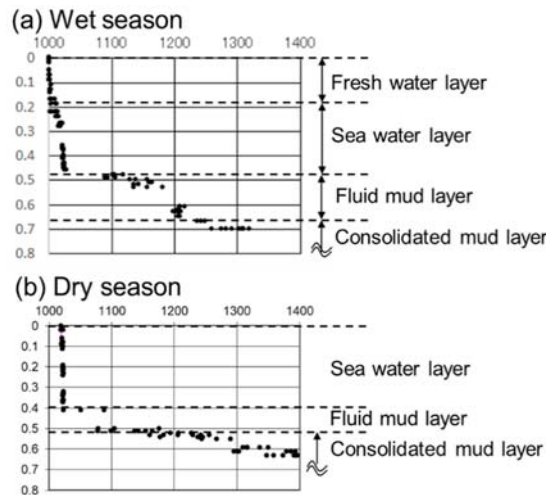 (a) Wet season
1000 1100 1200 1300 1400
0
Fresh water layer
0.1
0.2
0.3
Sea water layer
0.4
0.5
Fluid mud layer
0.6
0.7
Consolidated mud layer
0.8
(b) Dry season
1000 1100 1200 1300 1400
0
0.1
0.2
Sea water layer
0.3
0.4
Fluid mud layer
0.5
0.6
Consolidated mud layer
0.7
0.8